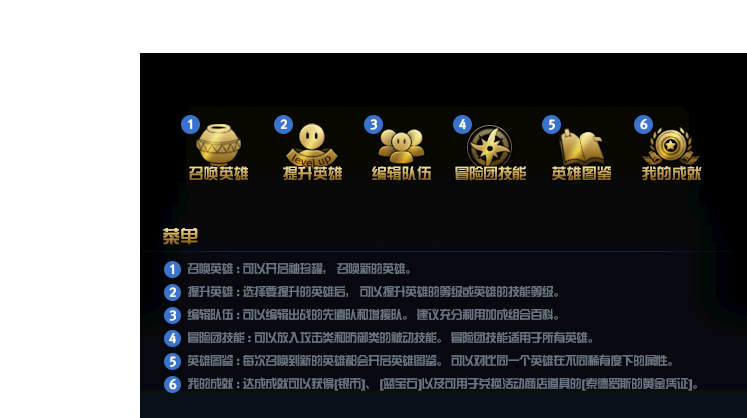 1 2 3 4 5 6
level up
召唤英雄 提升英雄 编辑队伍 冒险团技能 英雄图鉴 我的成就
菜单
1 召唤英雄 : 可以开启神珍罐， 召唤新的英雄。
2 提升英雄 : 选择要提升的英雄后， 可以提升英雄的等级或英雄的技能等级。
3 编辑队伍 : 可以编辑出战的先遣队和增援队。 建议充分利用加成组合百科。
4 冒险团技能 : 可以放入攻击类和防御类的被动技能。 冒险团技能适用于所有英雄。
5 英雄图鉴 : 每次召唤到新的英雄都会开启英雄图鉴。 可以对比同一个英雄在不同稀有度下的属性。
6 我的成就 : 达成成就可以获得[银币]、 [蓝宝石]以及可用于兑换活动商店道具的[索德罗斯的黄金凭证]。